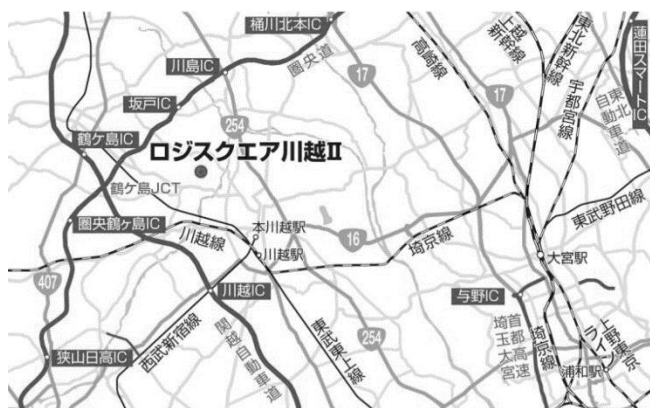 桶川北本IC
川島IC
圏央道
坂戸IC
254
17
高崎線
上越新幹線
東北新幹線
宇都宮線
17
蓮田スマートIC
東北自動車道
鶴ケ島IC
ロジスクエア川越Ⅱ
鶴ケ島JCT
圏央鶴ヶ島IC
川越線
本川越駅
川越駅
16
埼京線
東武野田線
大宮駅
407
川越IC
与野IC
狭山日高IC
西武新宿線
関越自動車道
東武東上線
254
首都高速
埼玉大宮
埼京線
上野東京
ライン
浦和駅